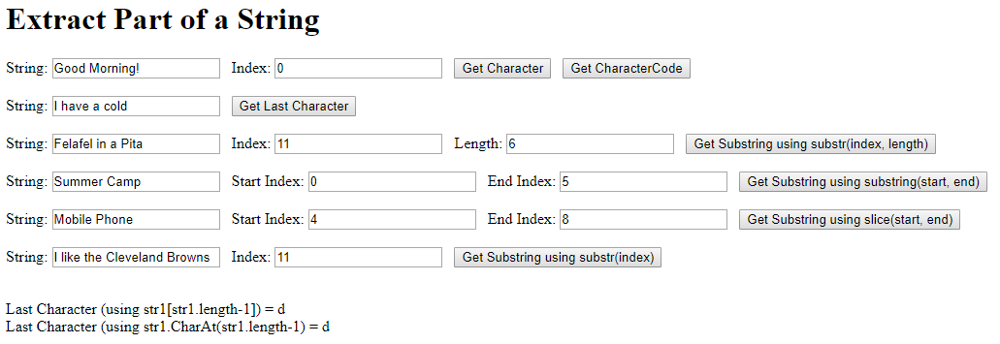 Extract Part of a String
String: Good Morning! Index: 0 Get Character Get CharacterCode
String: I have a cold Get Last Character
String: Felafel in a Pita Index: 11 Length: 6 Get Substring using substr(index, length)
String: Summer Camp Start Index: 0 End Index: 5 Get Substring using substring(start, end)
String: Mobile Phone Start Index: 4 End Index: 8 Get Substring using slice(start, end)
String: I like the Cleveland Browns Index: 11 Get Substring using substr(index)
Last Character (using str1[str1.length-1]) = d
Last Character (using str1.CharAt(str1.length-1) = d